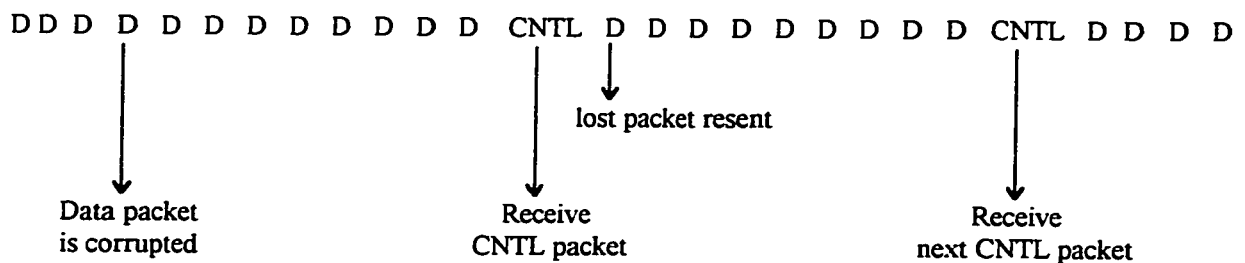 D D D D D D D D D D D D CNTL D D D D D D D D D CNTL D D D D
lost packet resent
Data packet
is corrupted
Receive
CNTL packet
Receive
next CNTL packet